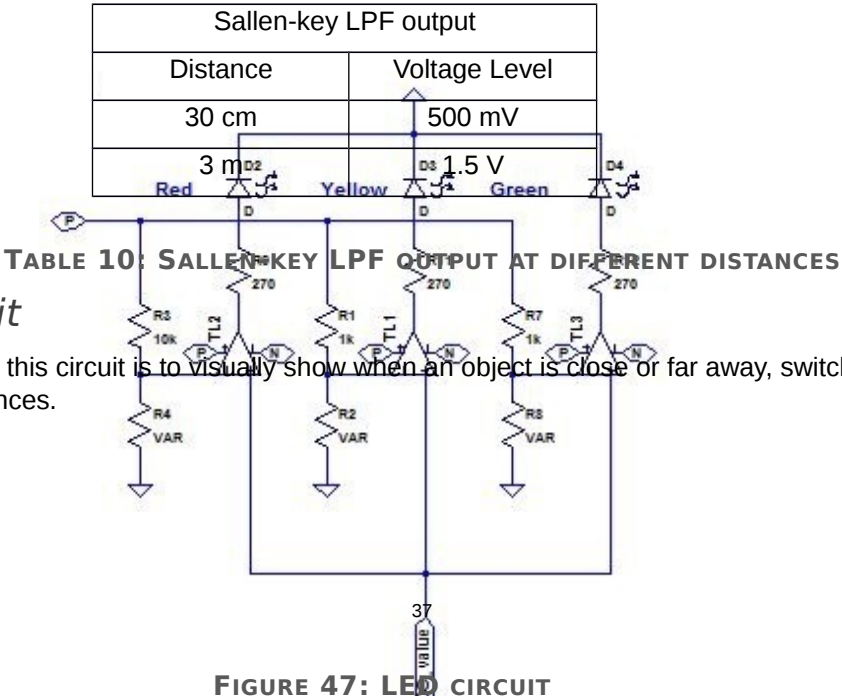 Sallen-key LPF output
Distance Voltage Level
30 cm 500 mV
3 m 1.5 V
D2 D3 D4
Red Yellow Green
D D D
P
TABLE 10: SALLEN-KEY LPF OUTPUT AT DIFFERENT DISTANCES
270 270 270
it
R3 TL2 R1 TL1 R7 TL3
10k 1k 1k
P N P N P N
this circuit is to visually show when an object is close or far away, switch
nces.
R4 R2 R8
VAR VAR VAR
37
value
FIGURE 47: LED CIRCUIT